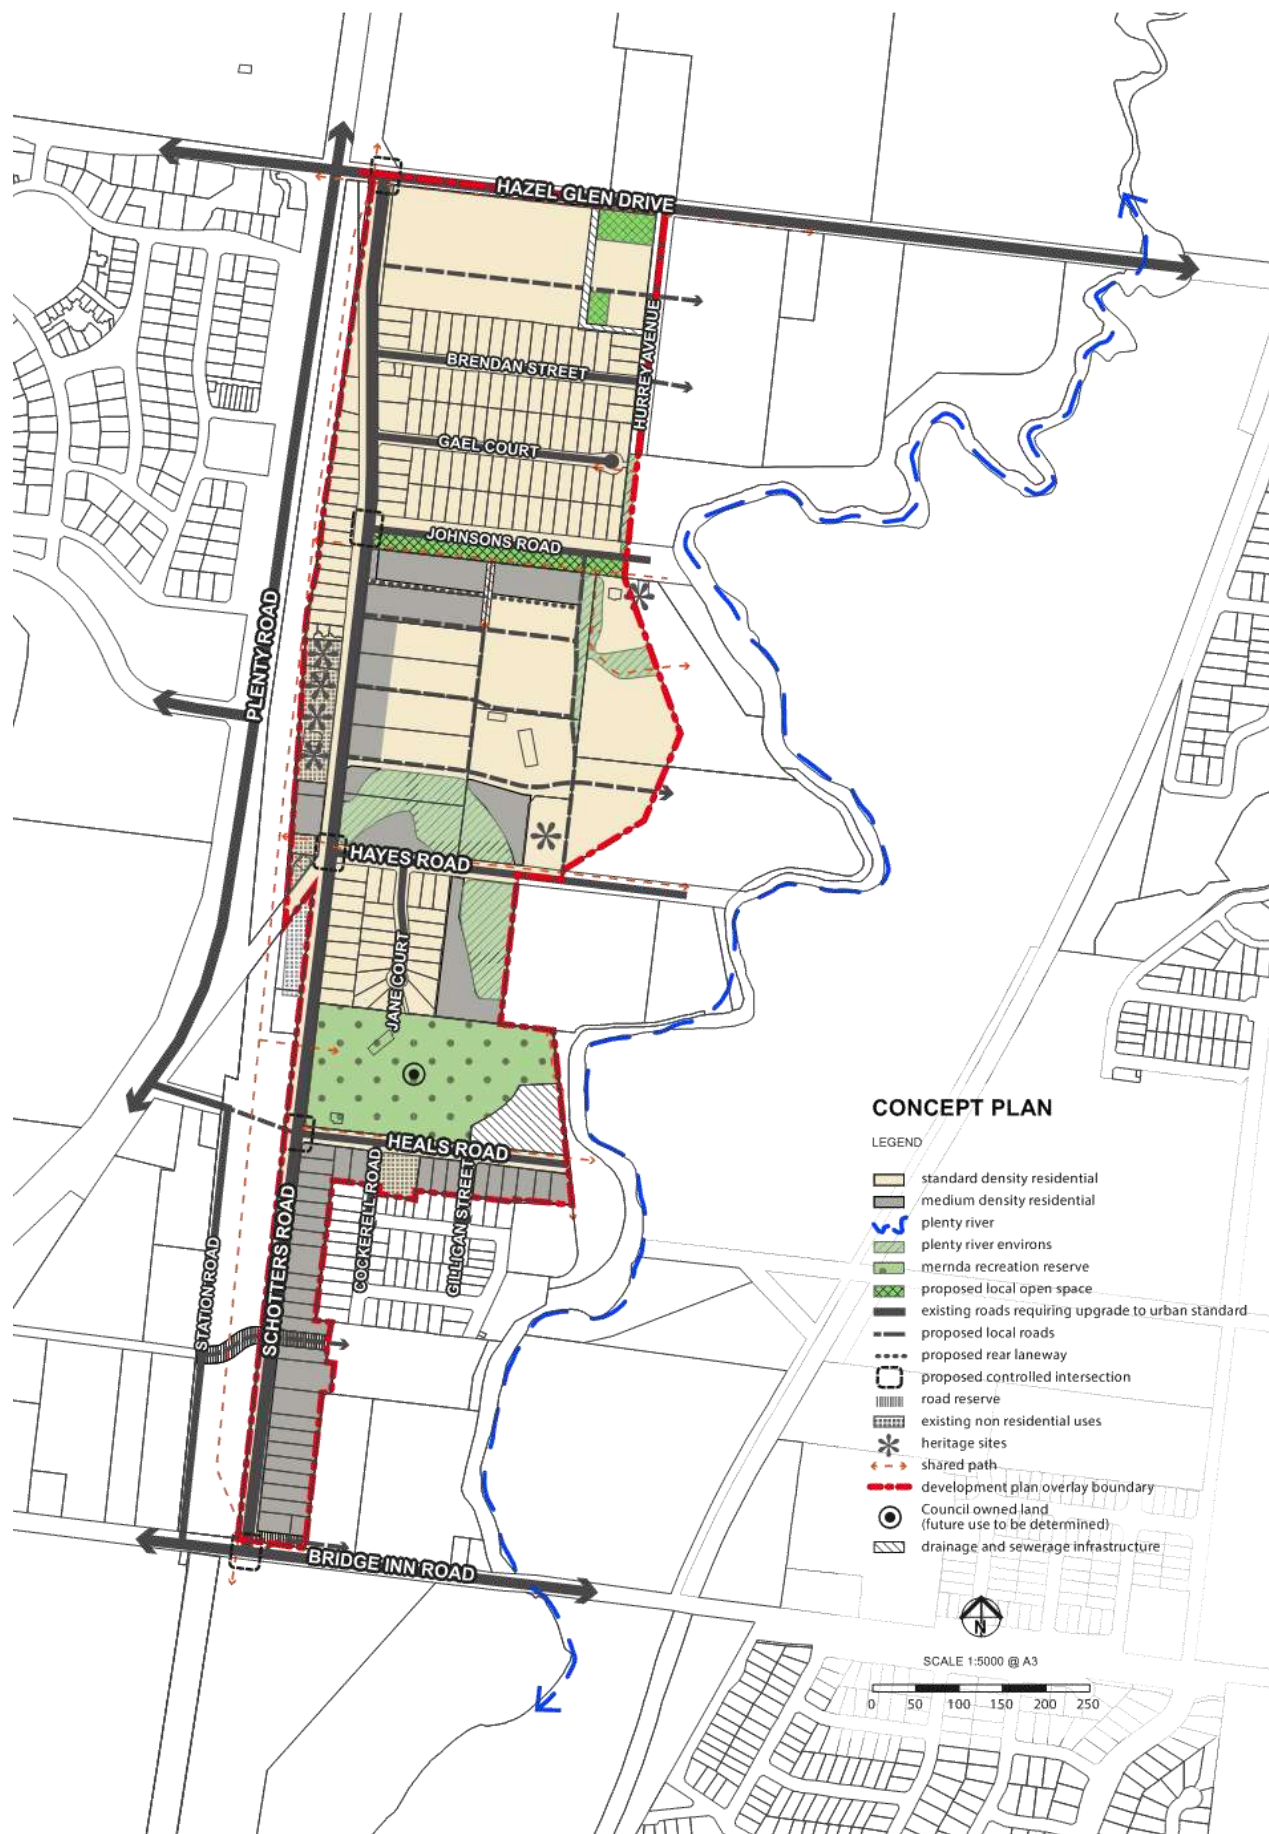 HAZEL GLEN DRIVE
HURREY AVENUE
BRENDAN STREET
GAEL COURT
JOHNSONS ROAD
PLENTY ROAD
HAYES ROAD
JANE COURT
HEALS ROAD
COCKERELL ROAD
GILLIGAN STREET
STATION ROAD
SCHOTTERS ROAD
BRIDGE INN ROAD
CONCEPT PLAN
LEGEND
standard density residential
medium density residential
plenty river
plenty river environs
mernda recreation reserve
proposed local open space
existing roads requiring upgrade to urban standard
proposed local roads
proposed rear laneway
proposed controlled intersection
road reserve
existing non residential uses
heritage sites
shared path
development plan overlay boundary
Council owned land
(future use to be determined)
drainage and sewerage infrastructure
N
SCALE 1:5000 @ A3
0 50 100 150 200 250